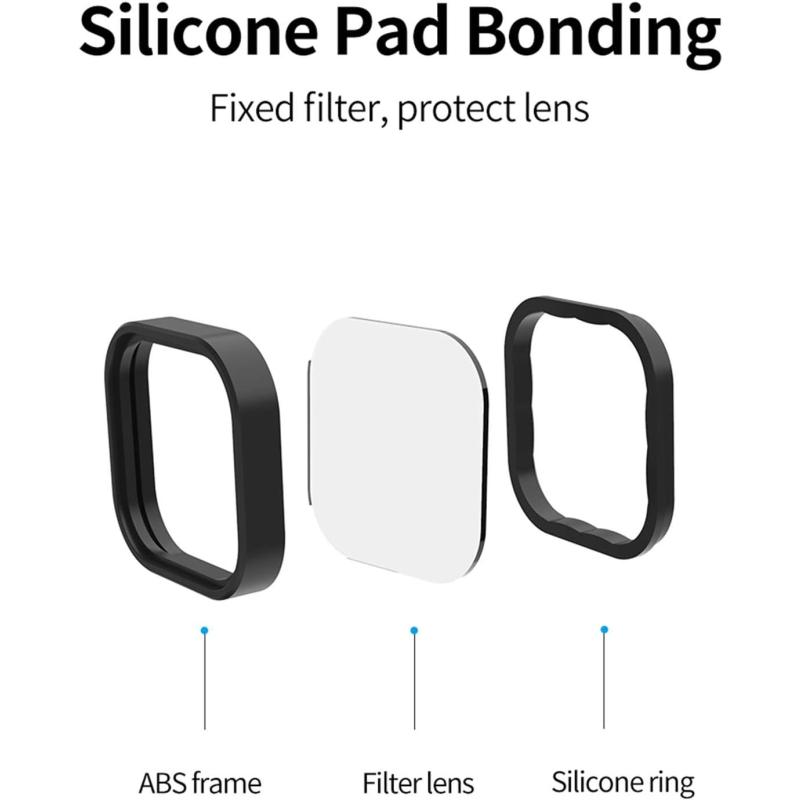 Silicone Pad Bonding
Fixed filter, protect lens
ABS frame
Filter lens
Silicone ring